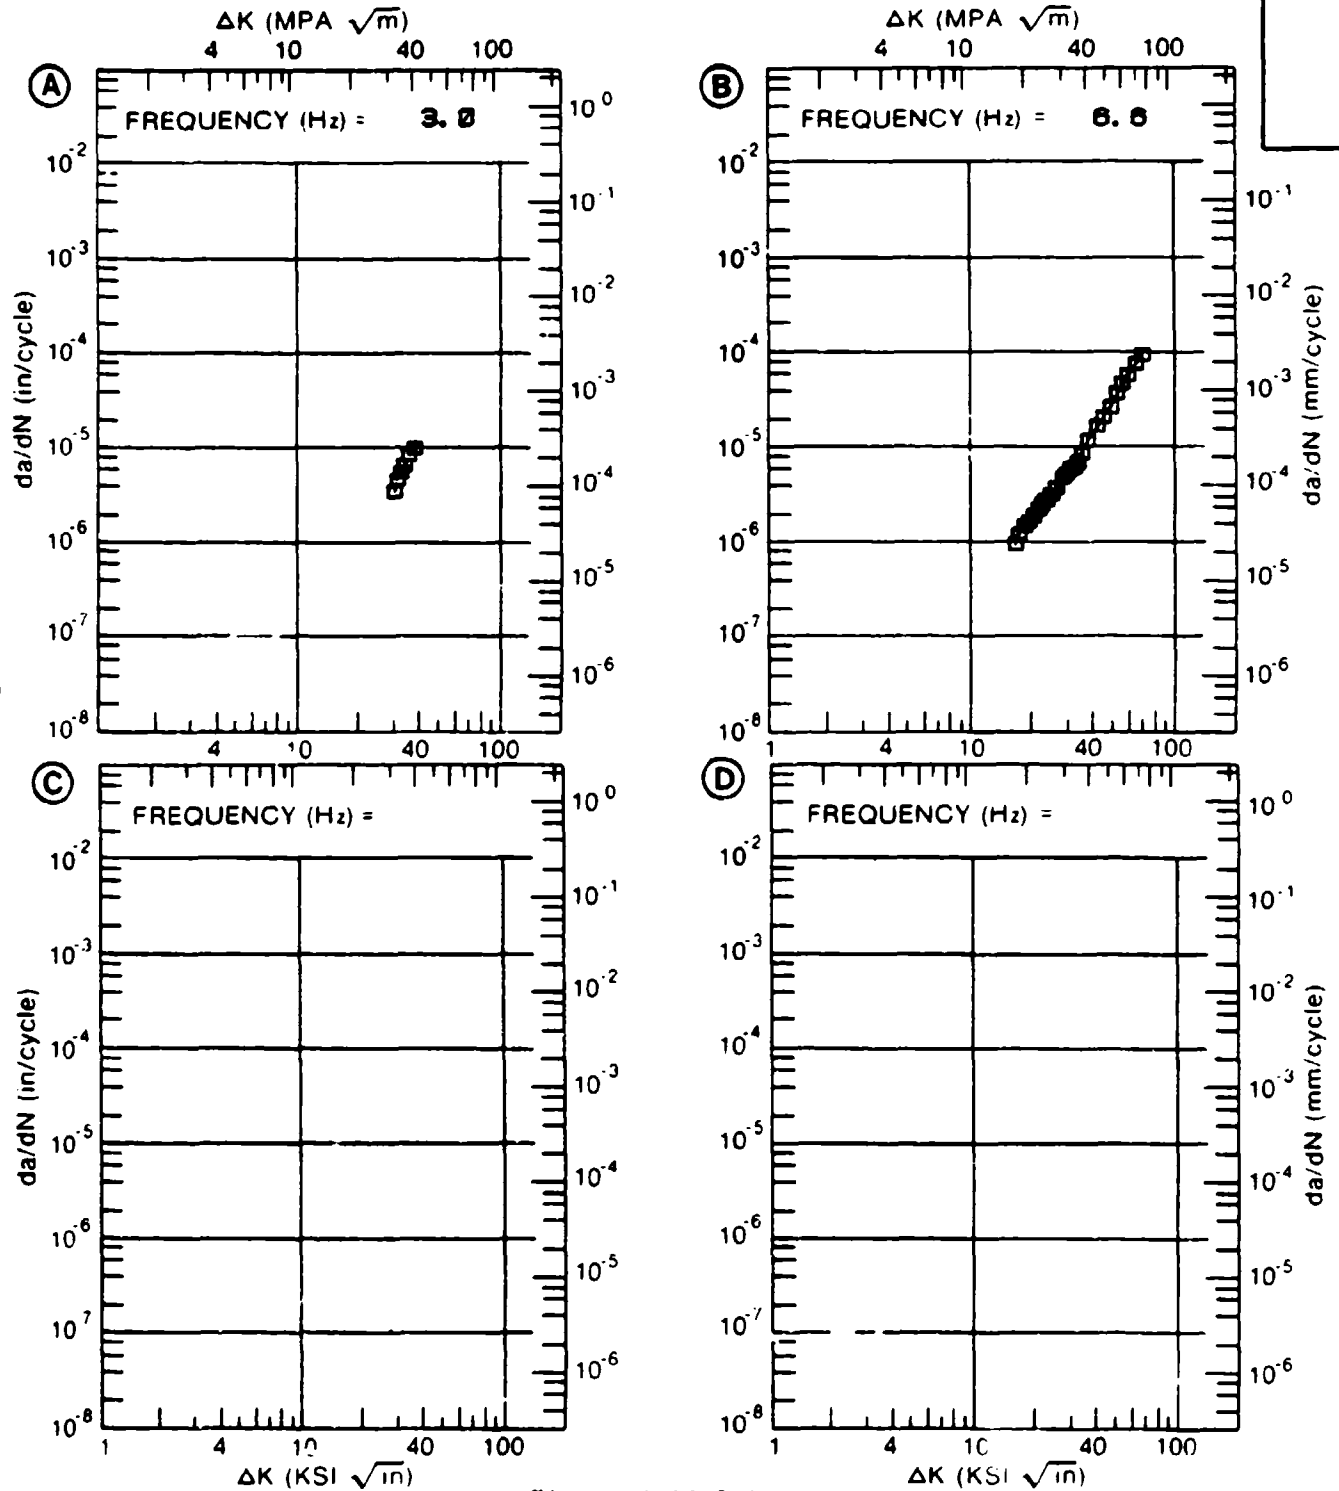 ΔK (MPA √m)
4 10 40 100
A
FREQUENCY (Hz) = 3.0
10⁰
10⁻¹
10⁻²
10⁻³
10⁻⁴
10⁻⁵
10⁻⁶
10⁻²
10⁻³
10⁻⁴
10⁻⁵
10⁻⁶
10⁻⁷
10⁻⁸
da/dN (in/cycle)
4 10 40 100
ΔK (MPA √m)
4 10 40 100
B
FREQUENCY (Hz) = 6.6
10⁻¹
10⁻²
10⁻³
10⁻⁴
10⁻⁵
10⁻⁶
da/dN (mm/cycle)
10⁻²
10⁻³
10⁻⁴
10⁻⁵
10⁻⁶
10⁻⁷
10⁻⁸
1 4 10 40 100
C
FREQUENCY (Hz) =
10⁰
10⁻¹
10⁻²
10⁻³
10⁻⁴
10⁻⁵
10⁻⁶
10⁻²
10⁻³
10⁻⁴
10⁻⁵
10⁻⁶
10⁷
10⁻⁸
da/dN (in/cycle)
1 4 10 40 100
ΔK (KSI √in)
D
FREQUENCY (Hz) =
10⁰
10⁻¹
10⁻²
10⁻³
10⁻⁴
10⁻⁵
10⁻⁶
da/dN (mm/cycle)
10⁻²
10⁻³
10⁻⁴
10⁻⁵
10⁻⁶
10⁻⁷
10⁻⁸
1 4 10 40 100
ΔK (KSI √in)